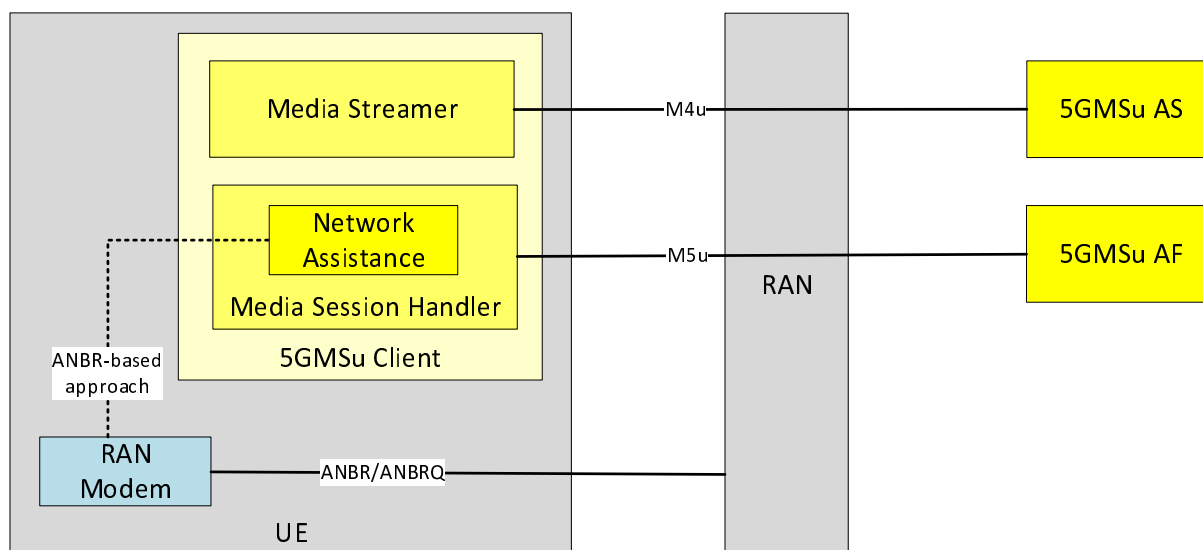 Media Streamer
M4u
5GMSu AS
Network
Assistance
Media Session Handler
5GMSu Client
M5u
RAN
5GMSu AF
ANBR-based
approach
RAN
Modem
ANBR/ANBRQ
UE